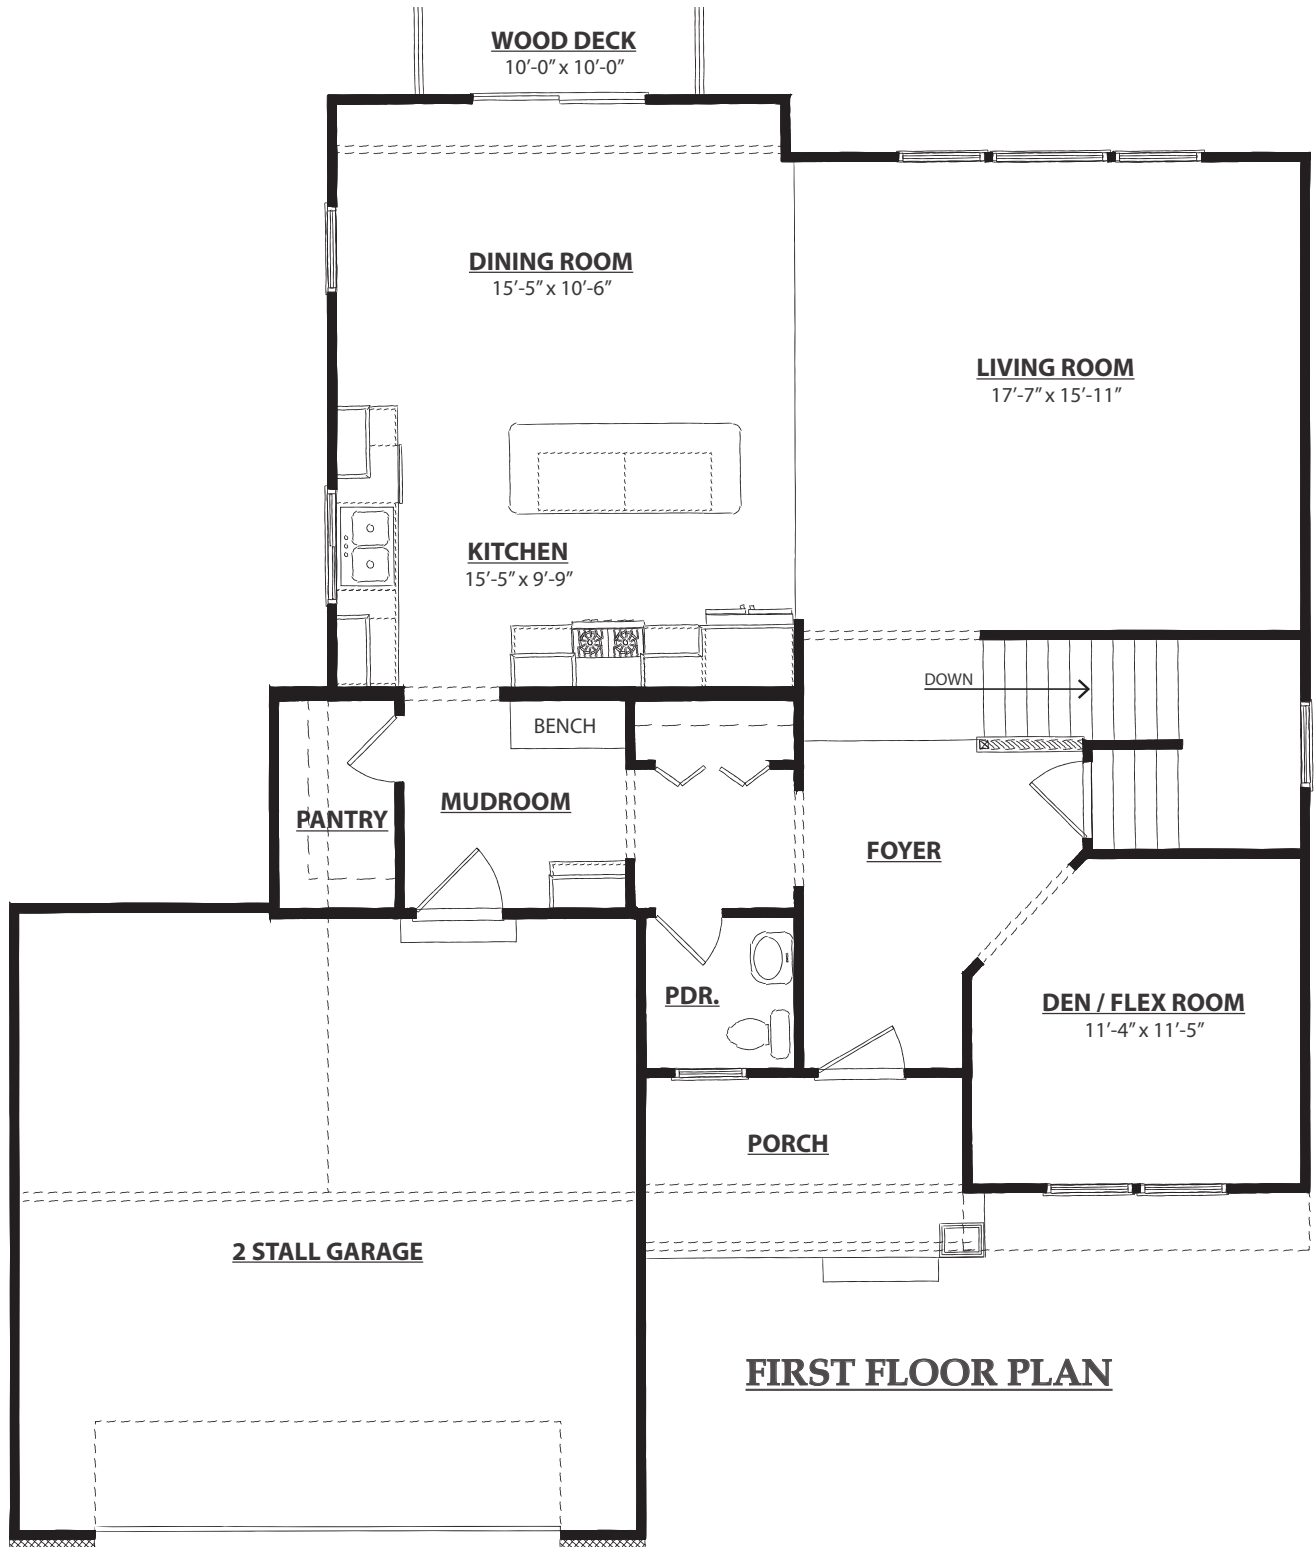 WOOD DECK
10’-0” x 10’-0”
DINING ROOM
15’-5” x 10’-6”
LIVING ROOM
17’-7” x 15’-11”
KITCHEN
15’-5” x 9’-9”
DOWN
BENCH
MUDROOM
PANTRY
FOYER
PDR.
DEN / FLEX ROOM
11’-4” x 11’-5”
PORCH
2 STALL GARAGE
FIRST FLOOR PLAN